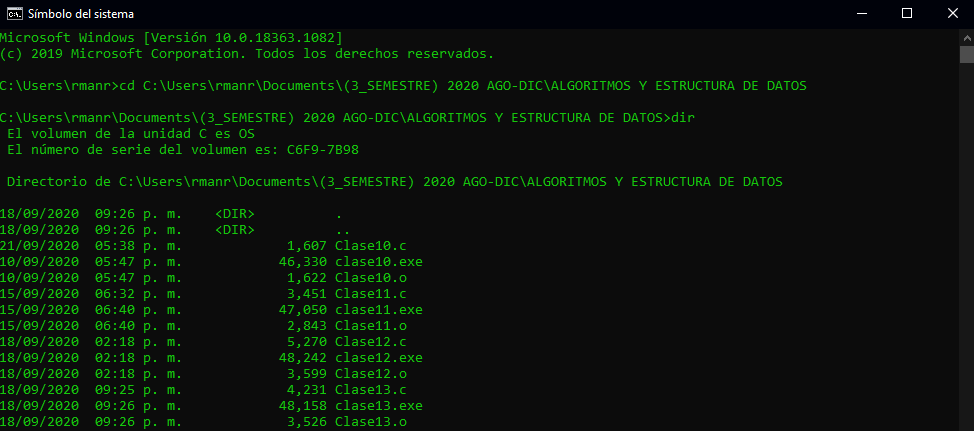 Símbolo del sistema
Microsoft Windows [Versión 10.0.18363.1082]
(c) 2019 Microsoft Corporation. Todos los derechos reservados.
C:\Users\rmanr>cd C:\Users\rmanr\Documents\(3_SEMESTRE) 2020 AGO-DIC\ALGORITMOS Y ESTRUCTURA DE DATOS
C:\Users\rmanr\Documents\(3_SEMESTRE) 2020 AGO-DIC\ALGORITMOS Y ESTRUCTURA DE DATOS>dir
El volumen de la unidad C es OS
El número de serie del volumen es: C6F9-7B98
Directorio de C:\Users\rmanr\Documents\(3_SEMESTRE) 2020 AGO-DIC\ALGORITMOS Y ESTRUCTURA DE DATOS
18/09/2020  09:26 p. m.    <DIR>          .
18/09/2020  09:26 p. m.    <DIR>          ..
21/09/2020  05:38 p. m.             1,607 Clase10.c
10/09/2020  05:47 p. m.            46,330 clase10.exe
10/09/2020  05:47 p. m.             1,622 Clase10.o
15/09/2020  06:32 p. m.             3,451 Clase11.c
15/09/2020  06:40 p. m.            47,050 clase11.exe
15/09/2020  06:40 p. m.             2,843 Clase11.o
18/09/2020  02:18 p. m.             5,270 Clase12.c
18/09/2020  02:18 p. m.            48,242 clase12.exe
18/09/2020  02:18 p. m.             3,599 Clase12.o
18/09/2020  09:25 p. m.             4,231 Clase13.c
18/09/2020  09:26 p. m.            48,158 clase13.exe
18/09/2020  09:26 p. m.             3,526 Clase13.o